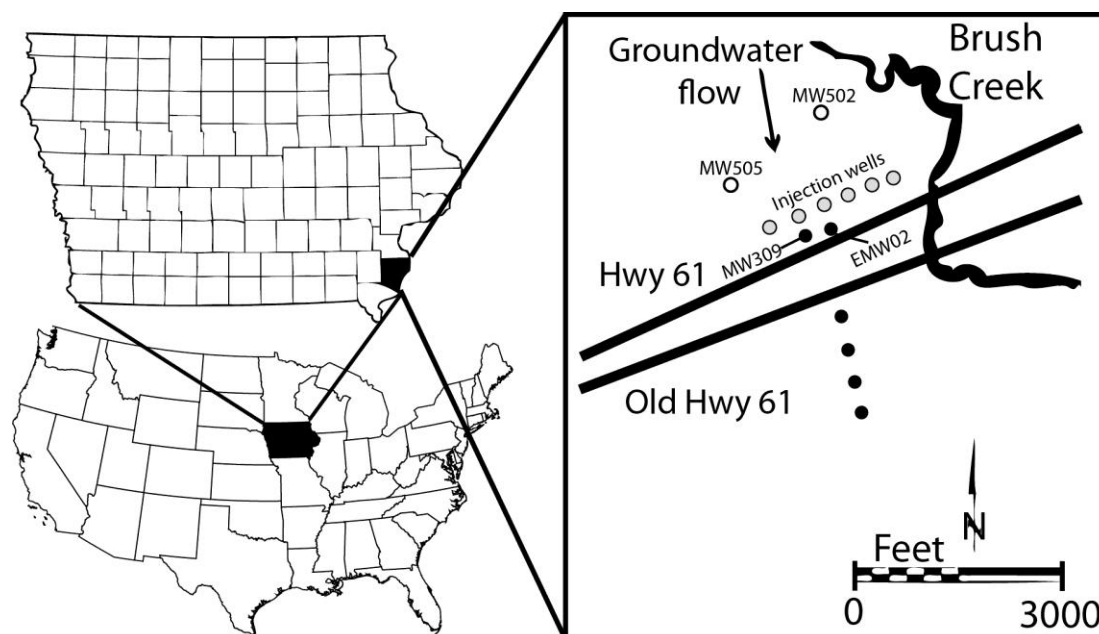 Groundwater
flow
Brush
Creek
MW502
MW505
Injection wells
MW309
EMW02
Hwy 61
Old Hwy 61
N
Feet
0
3000